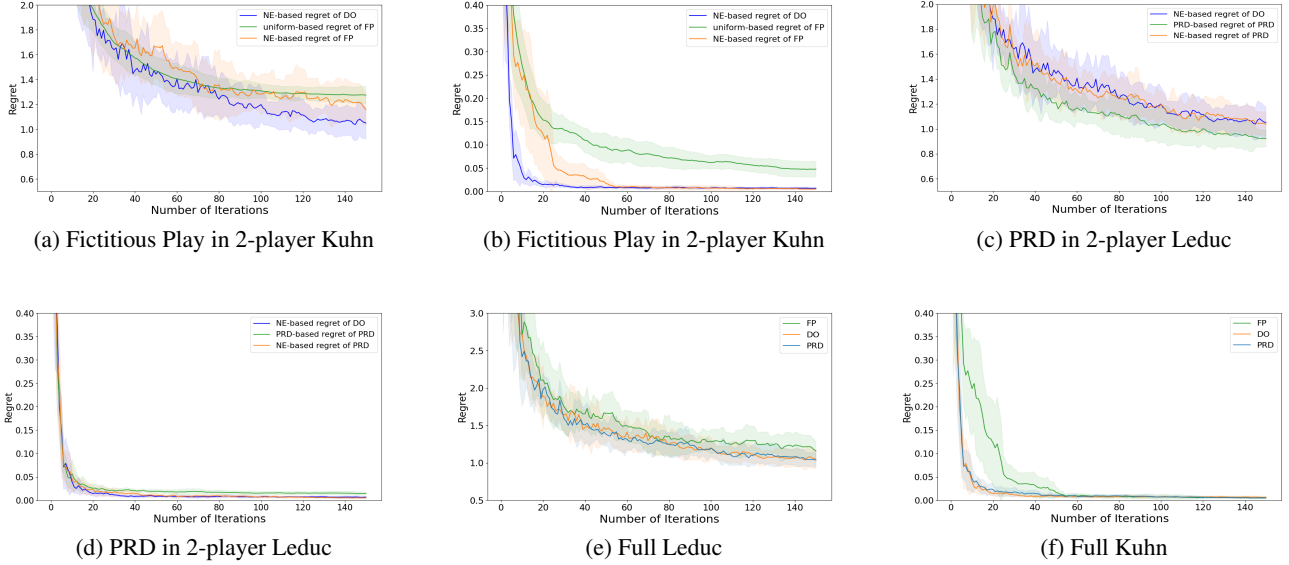 2.0
1.8
1.6
1.4
1.2
1.0
0.8
0.6
Regret
0 20 40 60 80 100 120 140
Number of Iterations
NE-based regret of DO
uniform-based regret of FP
NE-based regret of FP
(a) Fictitious Play in 2-player Kuhn
0.40
0.35
0.30
0.25
0.20
0.15
0.10
0.05
0.00
Regret
0 20 40 60 80 100 120 140
Number of Iterations
NE-based regret of DO
uniform-based regret of FP
NE-based regret of FP
(b) Fictitious Play in 2-player Kuhn
2.0
1.8
1.6
1.4
1.2
1.0
0.8
0.6
Regret
0 20 40 60 80 100 120 140
Number of Iterations
NE-based regret of DO
PRD-based regret of PRD
NE-based regret of PRD
(c) PRD in 2-player Leduc
0.40
0.35
0.30
0.25
0.20
0.15
0.10
0.05
0.00
Regret
0 20 40 60 80 100 120 140
Number of Iterations
NE-based regret of DO
PRD-based regret of PRD
NE-based regret of PRD
(d) PRD in 2-player Leduc
3.0
2.5
2.0
1.5
1.0
0.5
Regret
0 20 40 60 80 100 120 140
Number of Iterations
FP
DO
PRD
(e) Full Leduc
0.40
0.35
0.30
0.25
0.20
0.15
0.10
0.05
0.00
Regret
0 20 40 60 80 100 120 140
Number of Iterations
FP
DO
PRD
(f) Full Kuhn